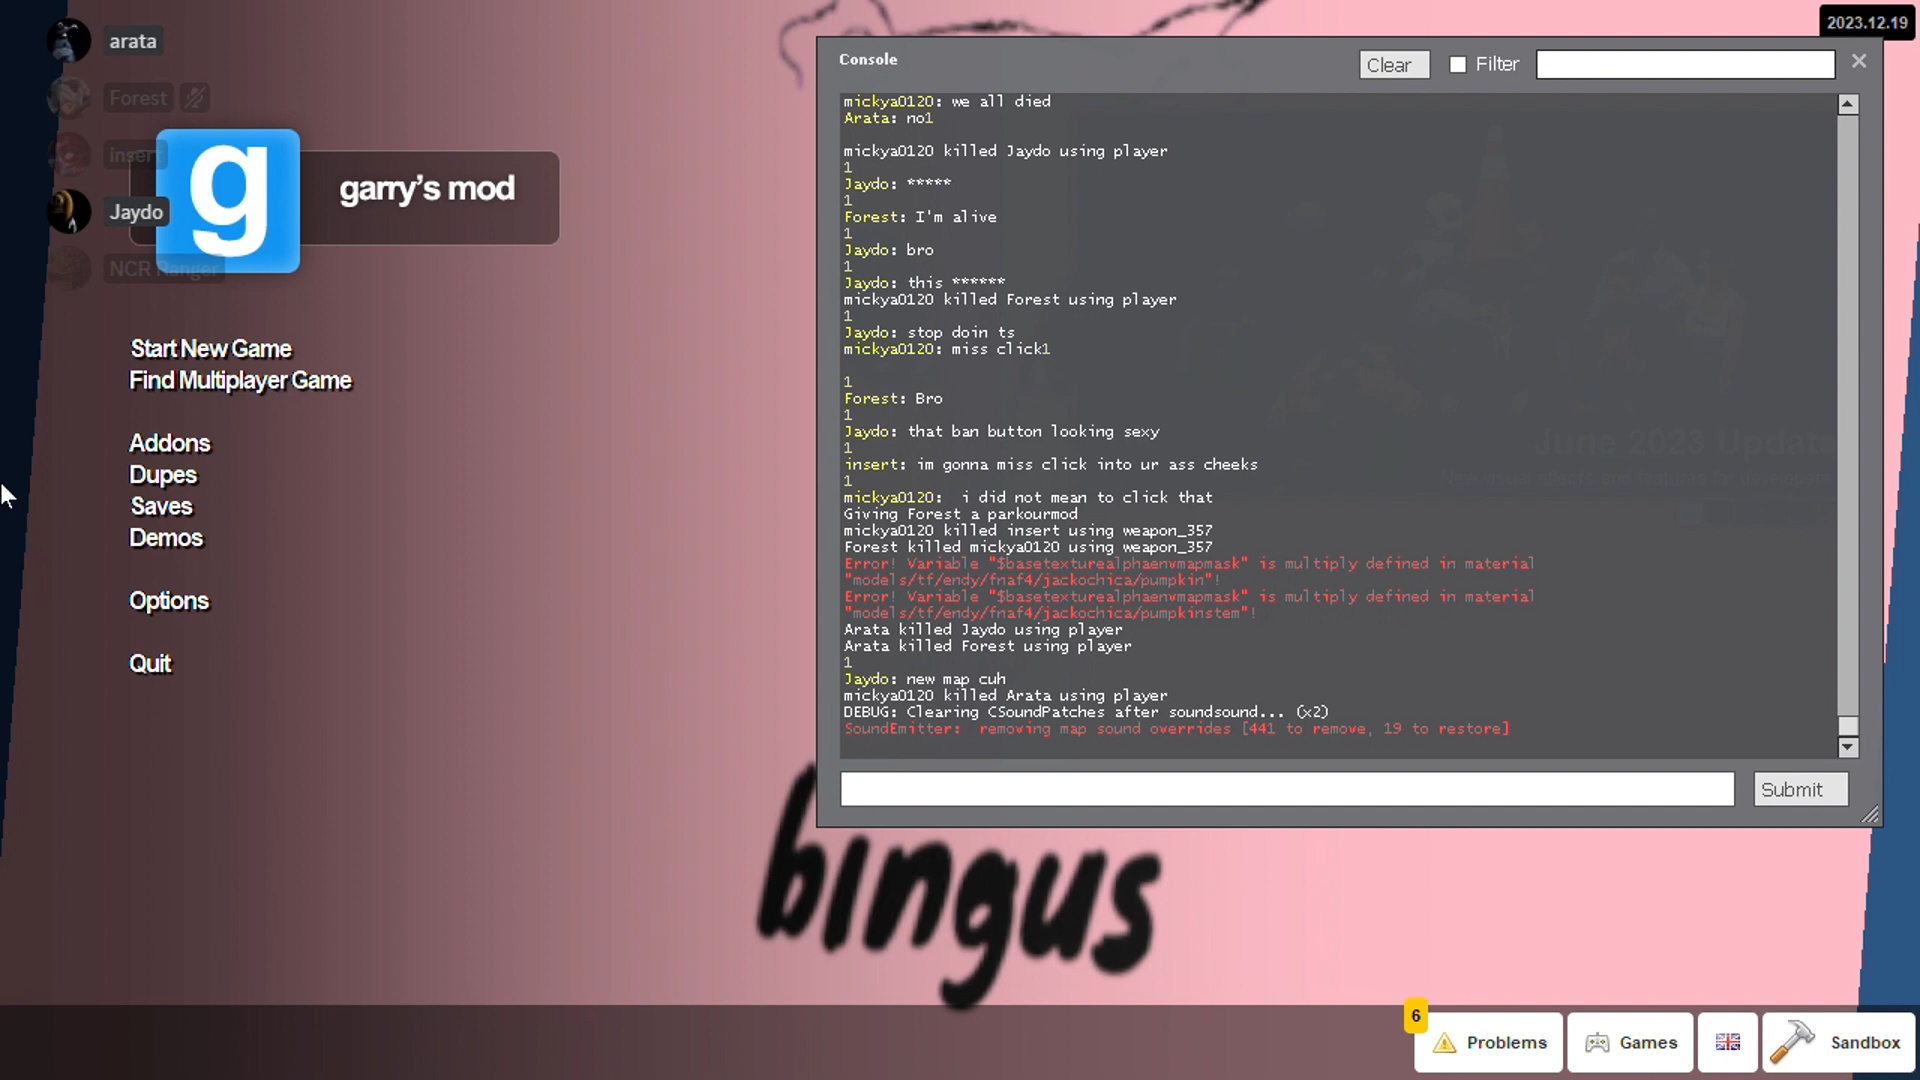 arata
Forest
insert
Jaydo
NCR Ranger
g
garry's mod
Start New Game
Find Multiplayer Game
Addons
Dupes
Saves
Demos
Options
Quit
2023.12.19
Console
Clear
Filter
mickya0120: we all died
Arata: no1
mickya0120 killed Jaydo using player
1
Jaydo: *****
1
Forest: I'm alive
1
Jaydo: bro
1
Jaydo: this ******
mickya0120 killed Forest using player
1
Jaydo: stop doin ts
mickya0120: miss click1
1
Forest: Bro
1
Jaydo: that ban button looking sexy
1
insert: im gonna miss click into ur ass cheeks
1
mickya0120:  i did not mean to click that
Giving Forest a parkourmod
mickya0120 killed insert using weapon_357
Forest killed mickya0120 using weapon_357
Error! Variable "$basetexturealphaenvmapmask" is multiply defined in material
"models/tf/endy/fnaf4/jackochica/pumpkin"!
Error! Variable "$basetexturealphaenvmapmask" is multiply defined in material
"models/tf/endy/fnaf4/jackochica/pumpkinstem"!
Arata killed Jaydo using player
Arata killed Forest using player
1
Jaydo: new map cuh
mickya0120 killed Arata using player
DEBUG: Clearing CSoundPatches after soundsound... (x2)
SoundEmitter:  removing map sound overrides [441 to remove, 19 to restore]
June 2023 Update
Submit
bingus
6
Problems
Games
Sandbox